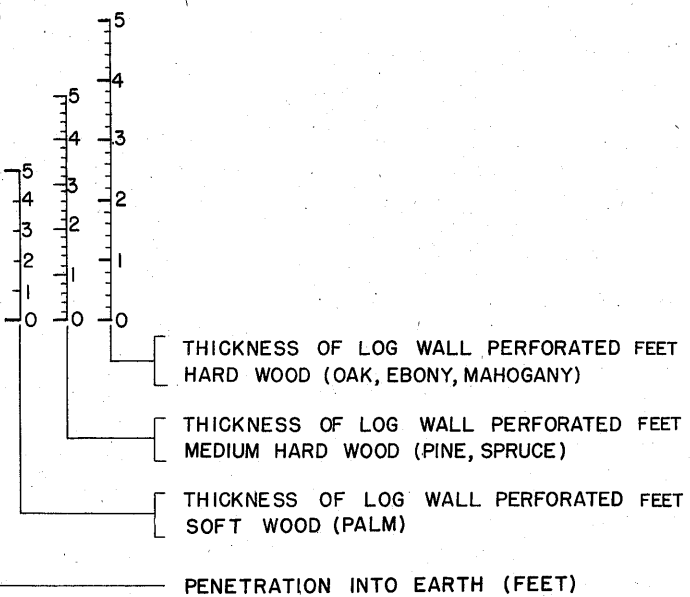 5
4
3
2
1
0
5
4
3
2
1
0
5
4
3
2
1
0
THICKNESS OF LOG WALL PERFORATED FEET
HARD WOOD (OAK, EBONY, MAHOGANY)
THICKNESS OF LOG WALL PERFORATED FEET
MEDIUM HARD WOOD (PINE, SPRUCE)
THICKNESS OF LOG WALL PERFORATED FEET
SOFT WOOD (PALM)
PENETRATION INTO EARTH (FEET)